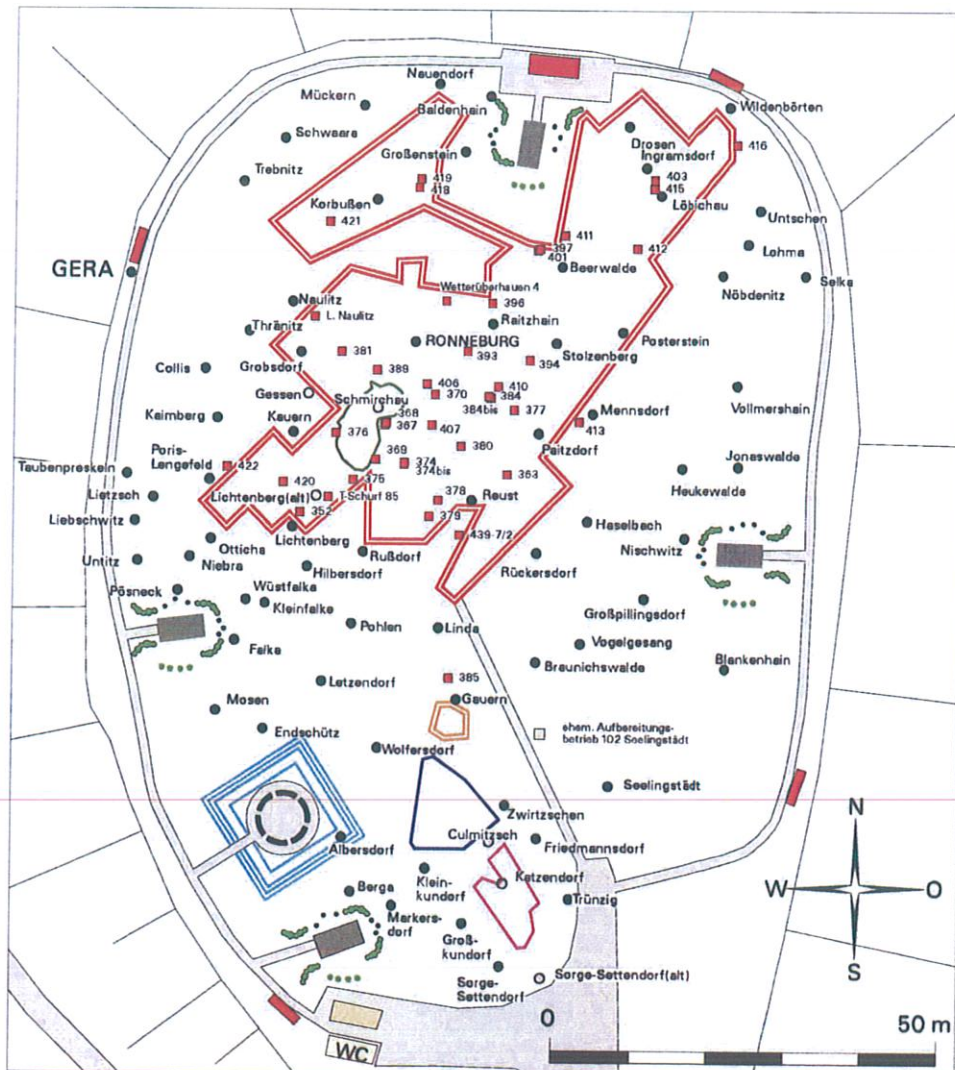 Nauendorf
Mückern
Baldenhain
Wildenbörten
Schwaara
Drosen
Ingramsdorf
416
Großenstein
Trebnitz
419
418
403
415
Löbichau
Korbußen
421
Untschen
411
397
401
412
Lohma
GERA
Beerwalde
Nöbdenitz
Selka
Wetterüberhauen 4
396
Naulitz
L. Naulitz
Raitzhain
Thränitz
RONNEBURG
Posterstein
Stolzenberg
Grobsdorf
381
393
394
Collis
389
Gessen
406
410
370
384
Schmirchau
384bis
377
Vollmershain
368
367
Kaimberg
Kauern
376
407
413
Mennsdorf
380
Paitzdorf
Poris-
Langefeld
369
374
374bis
Taubenpreskeln
422
363
Jonaswalde
420
375
Heukewalde
Lietzsch
Lichtenberg(alt)
T-Schurf 85
378
Reust
352
379
Liebschwitz
Haselbach
Lichtenberg
439-7/2
Nischwitz
Otticha
Rußdorf
Untitz
Niebra
Hilbersdorf
Rückersdorf
Pösneck
Wüstfalka
Kleinfalke
Großpillingsdorf
Pohlen
Linda
Falka
Vogelgesang
Braunichswalde
Blankenhain
Letzendorf
385
Gauern
Mosen
Endschütz
ehem. Aufbereitungs-
betrieb 102 Seelingstädt
Wolfersdorf
Seelingstädt
Zwirtzschen
Albersdorf
Culmitzsch
Friedmannsdorf
Klein-
kundorf
Katzendorf
Berga
Trünzig
Markers-
dorf
Groß-
kundorf
Sorge-
Settendorf
Sorge-Settendorf(alt)
N
W
O
S
0
50 m
WC